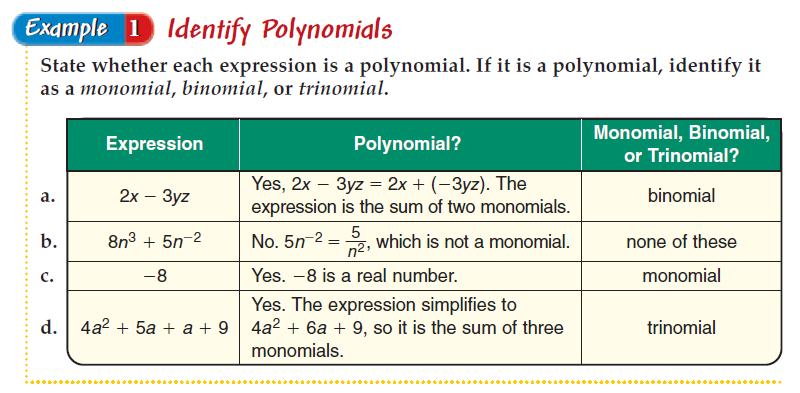 Example 1 Identify Polynomials
State whether each expression is a polynomial. If it is a polynomial, identify it
as a monomial, binomial, or trinomial.
Expression
Polynomial?
Monomial, Binomial,
or Trinomial?
a.
2x − 3yz
Yes, 2x − 3yz = 2x + (−3yz). The
expression is the sum of two monomials.
binomial
b.
8n³ + 5n⁻²
No. 5n⁻² = 5/n², which is not a monomial.
none of these
c.
−8
Yes. −8 is a real number.
monomial
d.
4a² + 5a + a + 9
Yes. The expression simplifies to
4a² + 6a + 9, so it is the sum of three
monomials.
trinomial